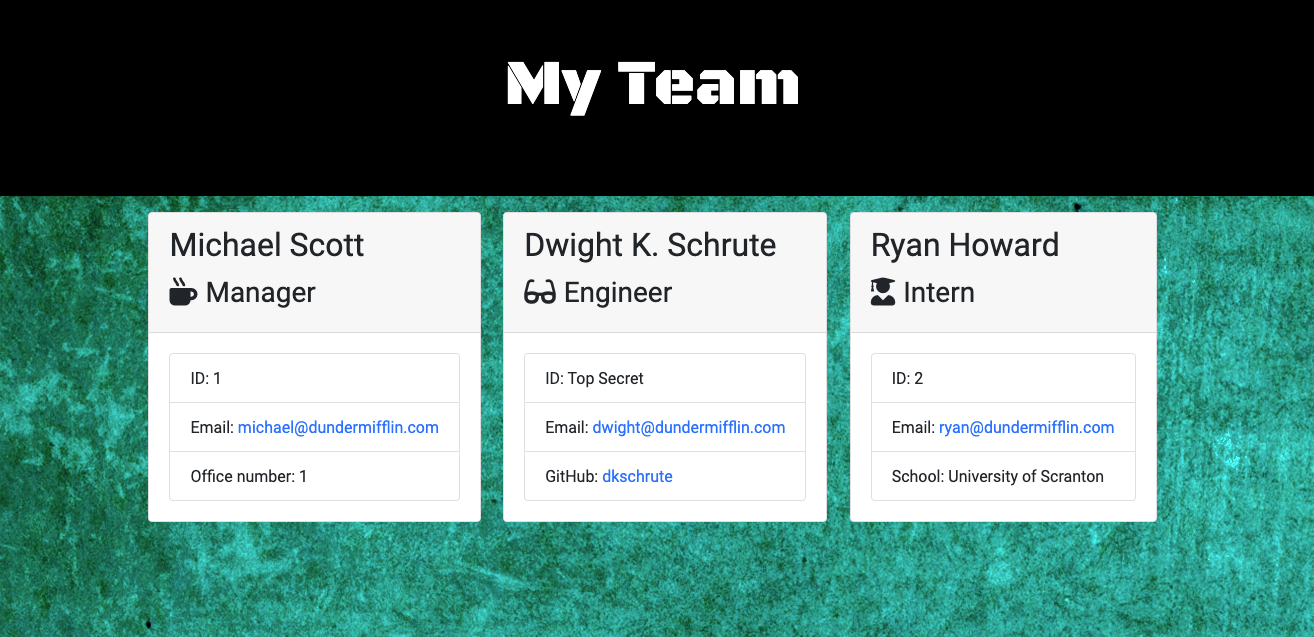 My Team
Michael Scott
Manager
ID: 1
Email: michael@dundermifflin.com
Office number: 1
Dwight K. Schrute
Engineer
ID: Top Secret
Email: dwight@dundermifflin.com
GitHub: dkschrute
Ryan Howard
Intern
ID: 2
Email: ryan@dundermifflin.com
School: University of Scranton